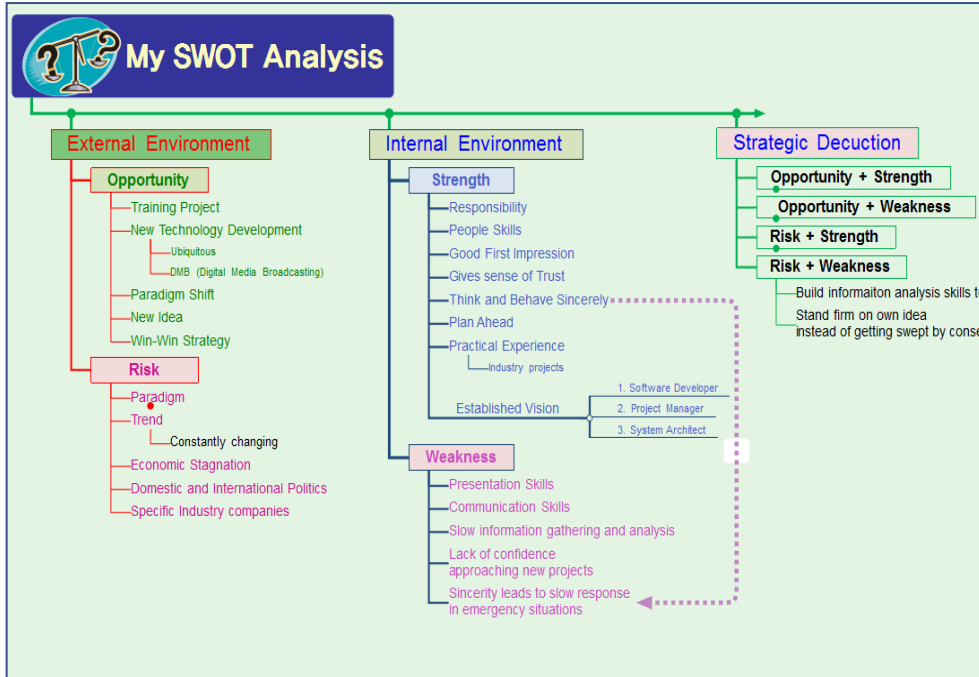 My SWOT Analysis
External Environment
Opportunity
Training Project
New Technology Development
Ubiquitous
DMB (Digital Media Broadcasting)
Paradigm Shift
New Idea
Win-Win Strategy
Risk
Paradigm
Trend
Constantly changing
Economic Stagnation
Domestic and International Politics
Specific Industry companies
Internal Environment
Strength
Responsibility
People Skills
Good First Impression
Gives sense of Trust
Think and Behave Sincerely
Plan Ahead
Practical Experience
Industry projects
Established Vision
1. Software Developer
2. Project Manager
3. System Architect
Weakness
Presentation Skills
Communication Skills
Slow information gathering and analysis
Lack of confidence
approaching new projects
Sincerity leads to slow response
in emergency situations
Strategic Decuction
Opportunity + Strength
Opportunity + Weakness
Risk + Strength
Risk + Weakness
Build informaiton analysis skills
Stand firm on own idea
instead of getting swept by